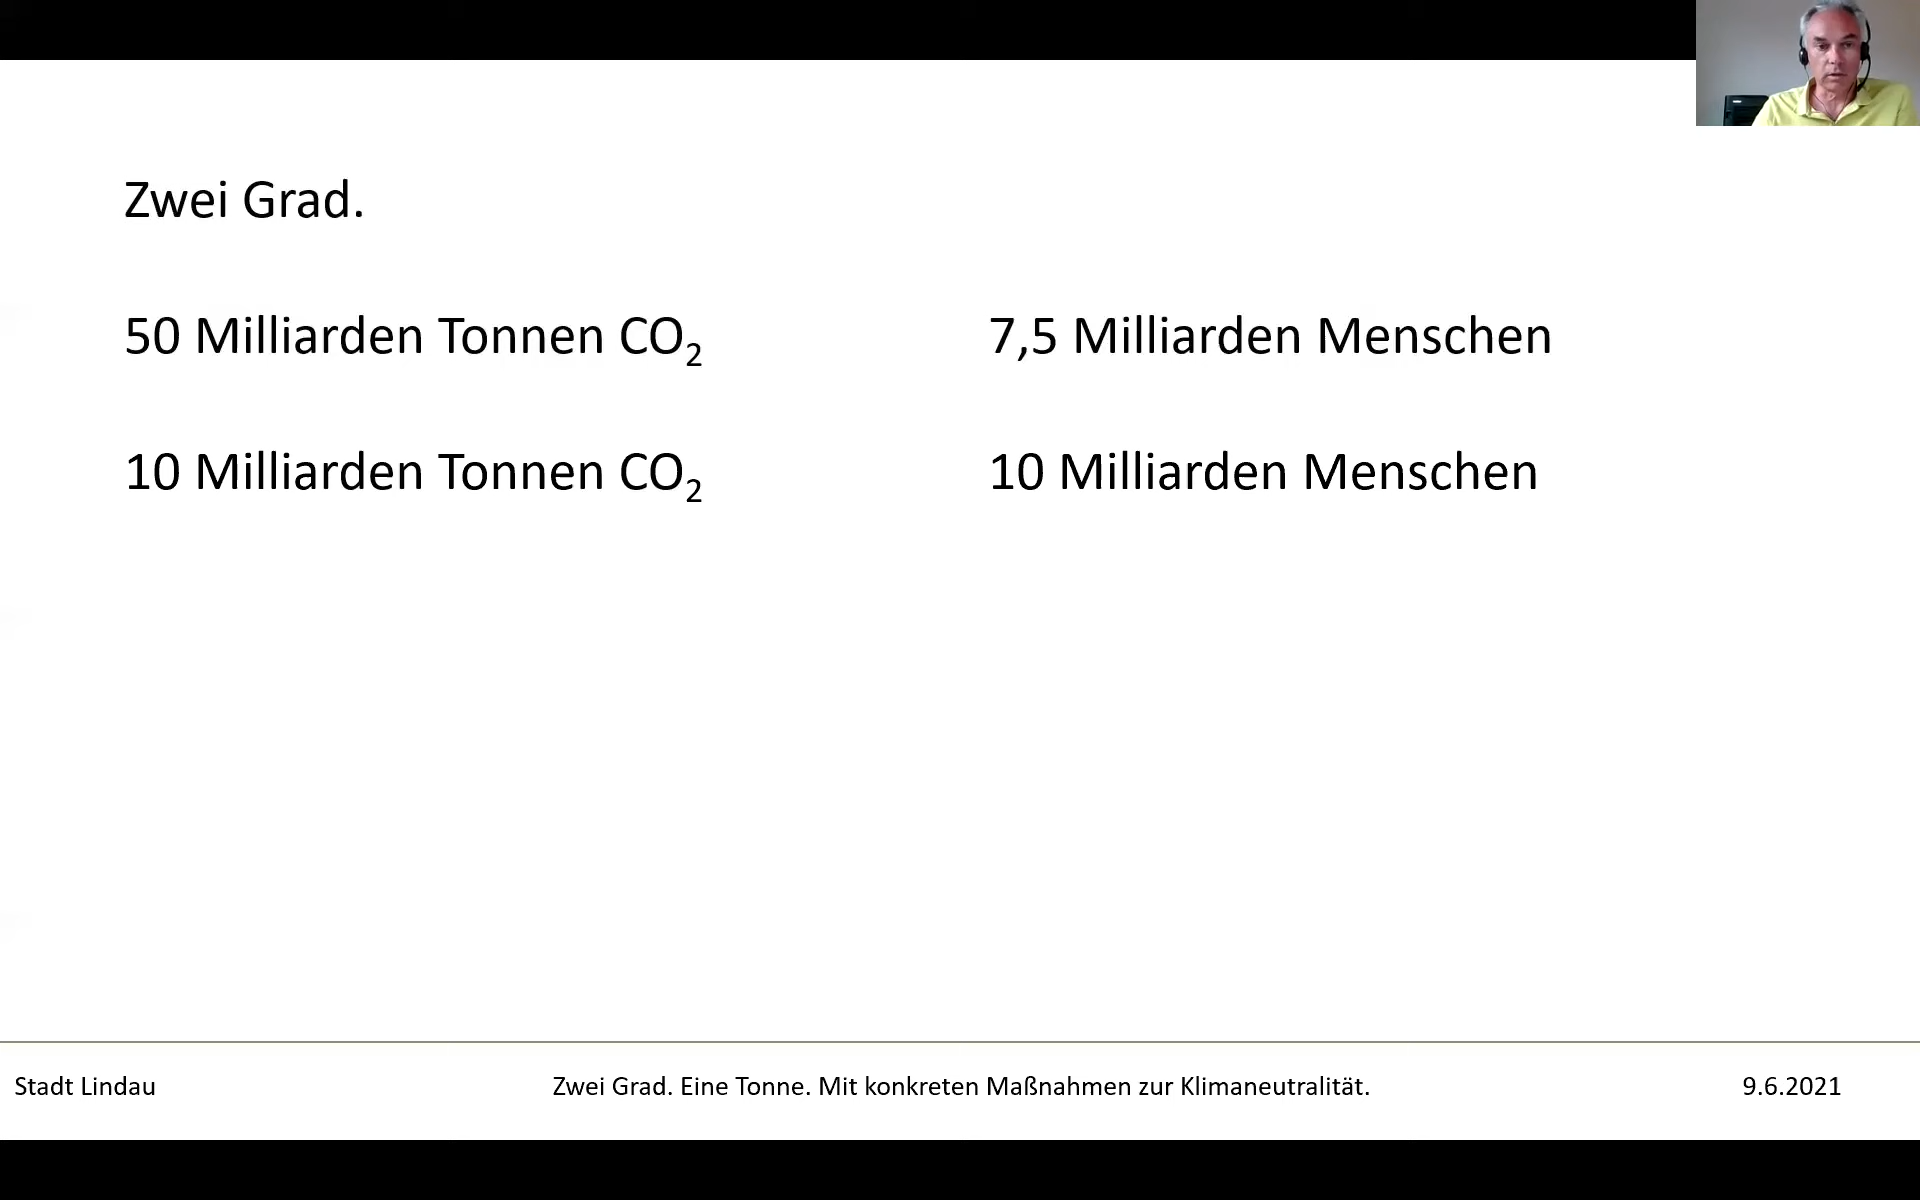 Zwei Grad.
50 Milliarden Tonnen CO₂ 7,5 Milliarden Menschen
10 Milliarden Tonnen CO₂ 10 Milliarden Menschen
Stadt Lindau Zwei Grad. Eine Tonne. Mit konkreten Maßnahmen zur Klimaneutralität. 9.6.2021